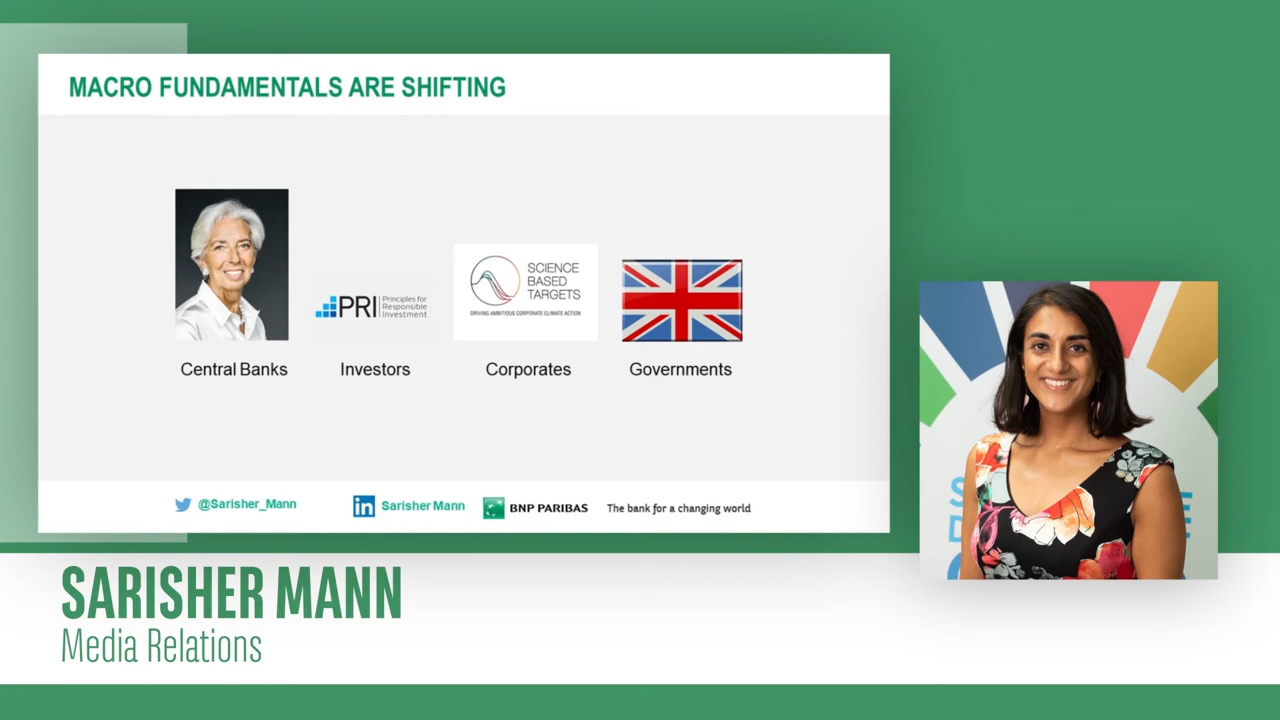 MACRO FUNDAMENTALS ARE SHIFTING
PRI
Principles for
Responsible
Investment
SCIENCE
BASED
TARGETS
DRIVING AMBITIOUS CORPORATE CLIMATE ACTION
Central Banks
Investors
Corporates
Governments
@Sarisher_Mann
in
Sarisher Mann
BNP PARIBAS
The bank for a changing world
SARISHER MANN
Media Relations